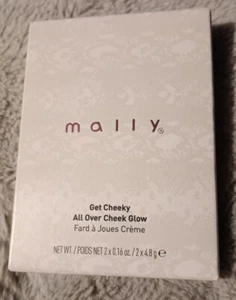 mally®
Get Cheeky
All Over Cheek Glow
Fard à Joues Crème
NET WT. / POIDS NET 2 x 0.16 oz. / 2 x 4.8 g ℮